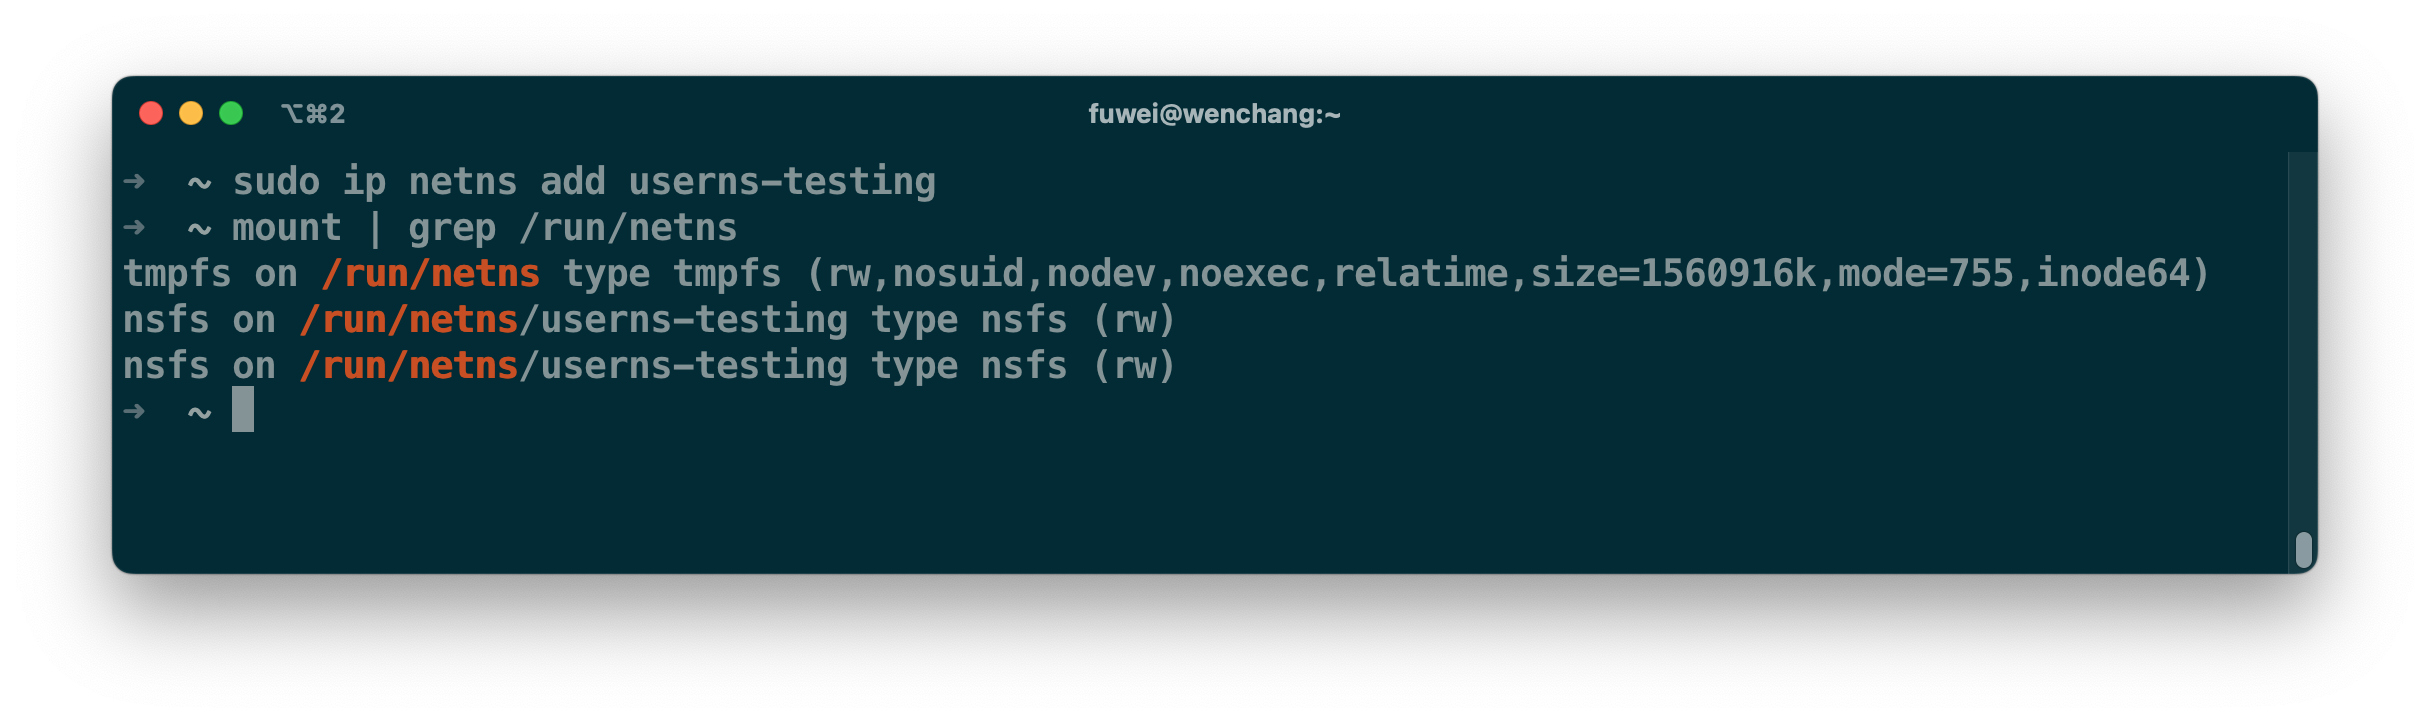 ⌥⌘2
fuwei@wenchang:~
➜ ~ sudo ip netns add userns-testing
➜ ~ mount | grep /run/netns
tmpfs on /run/netns type tmpfs (rw,nosuid,nodev,noexec,relatime,size=1560916k,mode=755,inode64)
nsfs on /run/netns/userns-testing type nsfs (rw)
nsfs on /run/netns/userns-testing type nsfs (rw)
➜ ~